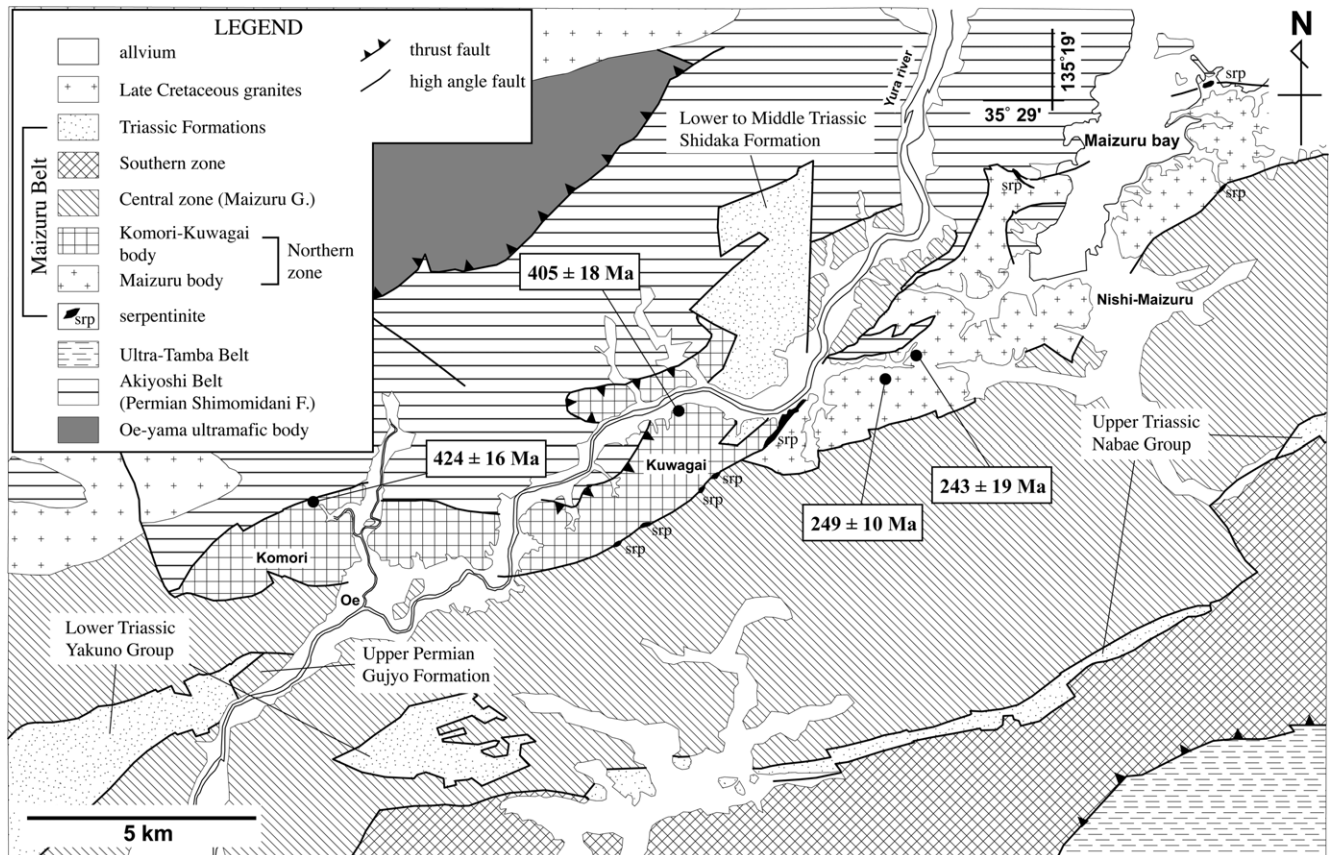 LEGEND
allvium
Late Cretaceous granites
Triassic Formations
Southern zone
Central zone (Maizuru G.)
Komori-Kuwagai
body
Maizuru body
Northern
zone
serpentinite
srp
Ultra-Tamba Belt
Akiyoshi Belt
(Permian Shimomidani F.)
Oe-yama ultramafic body
Maizuru Belt
thrust fault
high angle fault
Yura river
135°19'
35° 29'
N
srp
Lower to Middle Triassic
Shidaka Formation
Maizuru bay
srp
srp
405 ± 18 Ma
Nishi-Maizuru
424 ± 16 Ma
Kuwagai
srp
Upper Triassic
Nabae Group
243 ± 19 Ma
249 ± 10 Ma
srp
srp
srp
srp
Komori
Oe
Lower Triassic
Yakuno Group
Upper Permian
Gujyo Formation
5 km